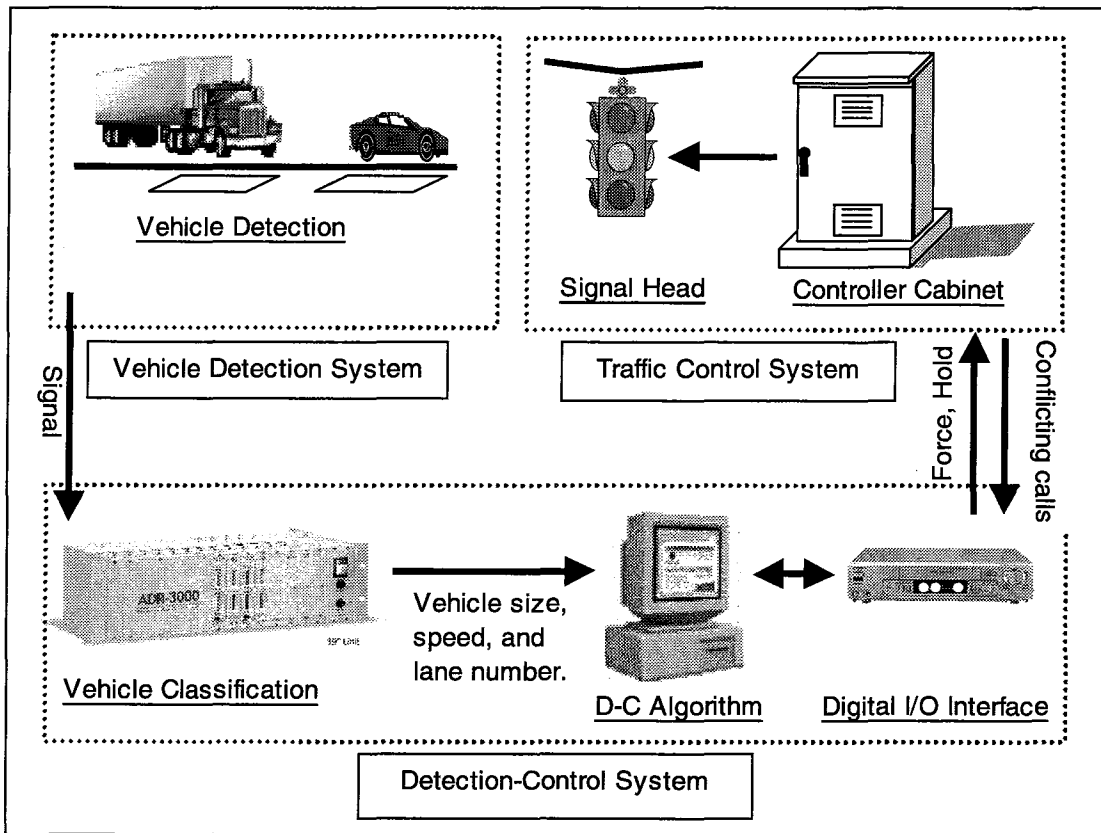 Vehicle Detection
Signal Head
Controller Cabinet
Vehicle Detection System
Traffic Control System
Signal
Force, Hold
Conflicting calls
ADR-3000
Vehicle size,
speed, and
lane number.
Vehicle Classification
D-C Algorithm
Digital I/O Interface
Detection-Control System